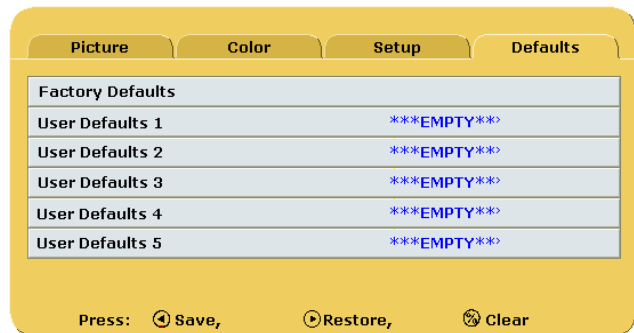 Picture Color Setup Defaults
Factory Defaults
User Defaults 1 ***EMPTY***
User Defaults 2 ***EMPTY***
User Defaults 3 ***EMPTY***
User Defaults 4 ***EMPTY***
User Defaults 5 ***EMPTY***
Press: Save, Restore, % Clear